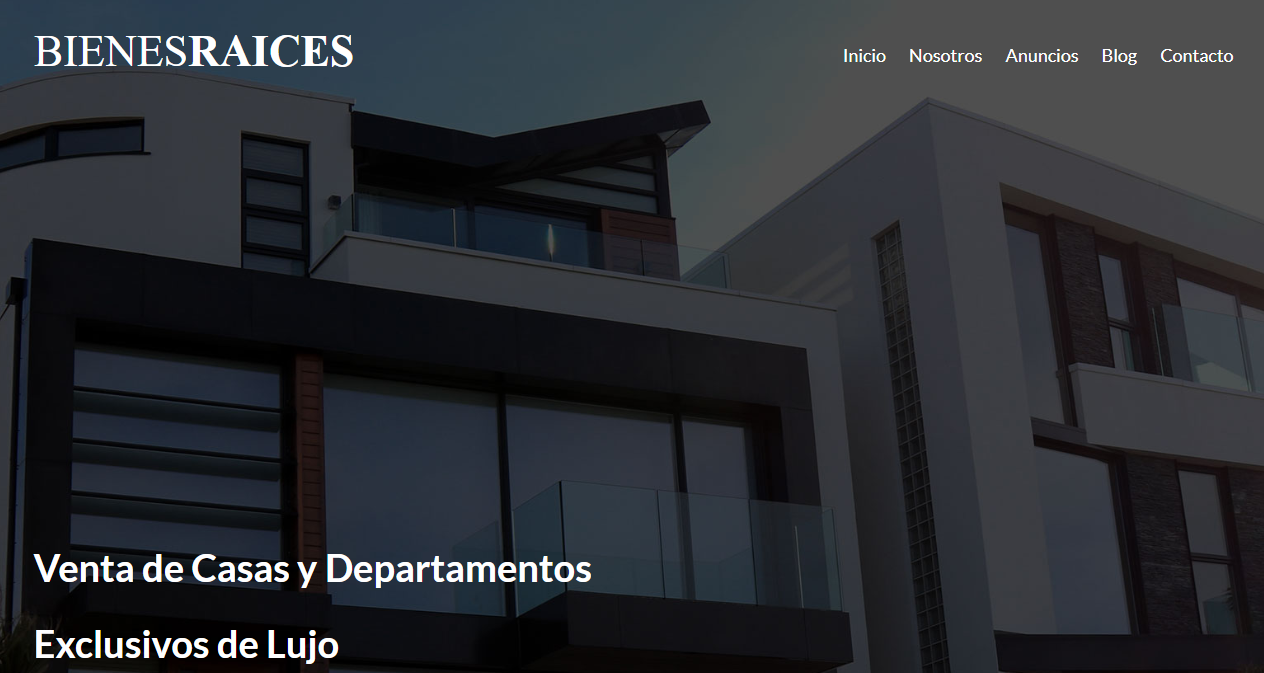 BIENESRAICES
Inicio Nosotros Anuncios Blog Contacto
Venta de Casas y Departamentos
Exclusivos de Lujo